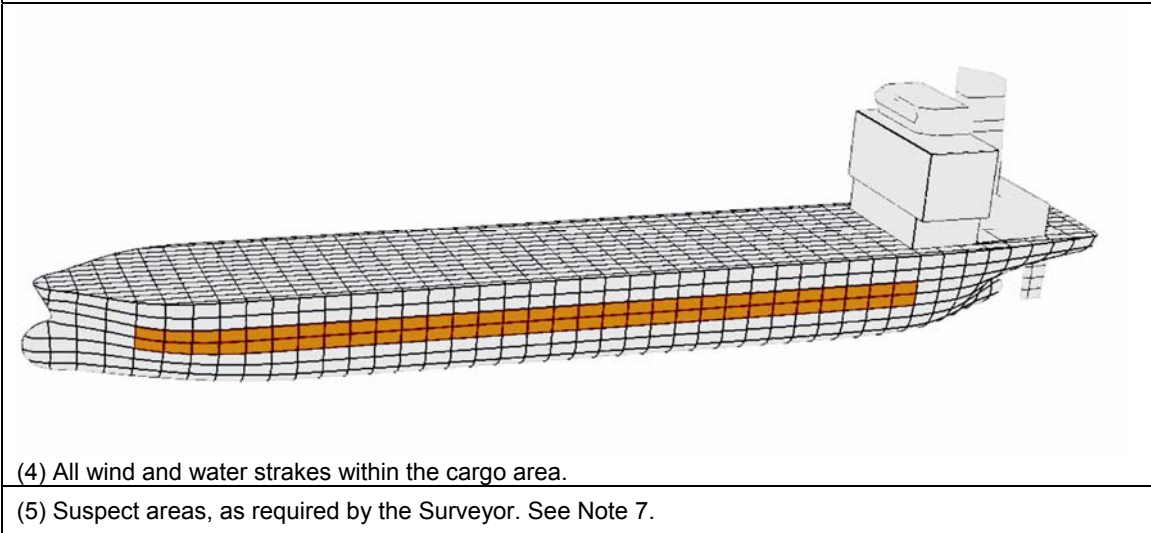 (4) All wind and water strakes within the cargo area.
(5) Suspect areas, as required by the Surveyor. See Note 7.